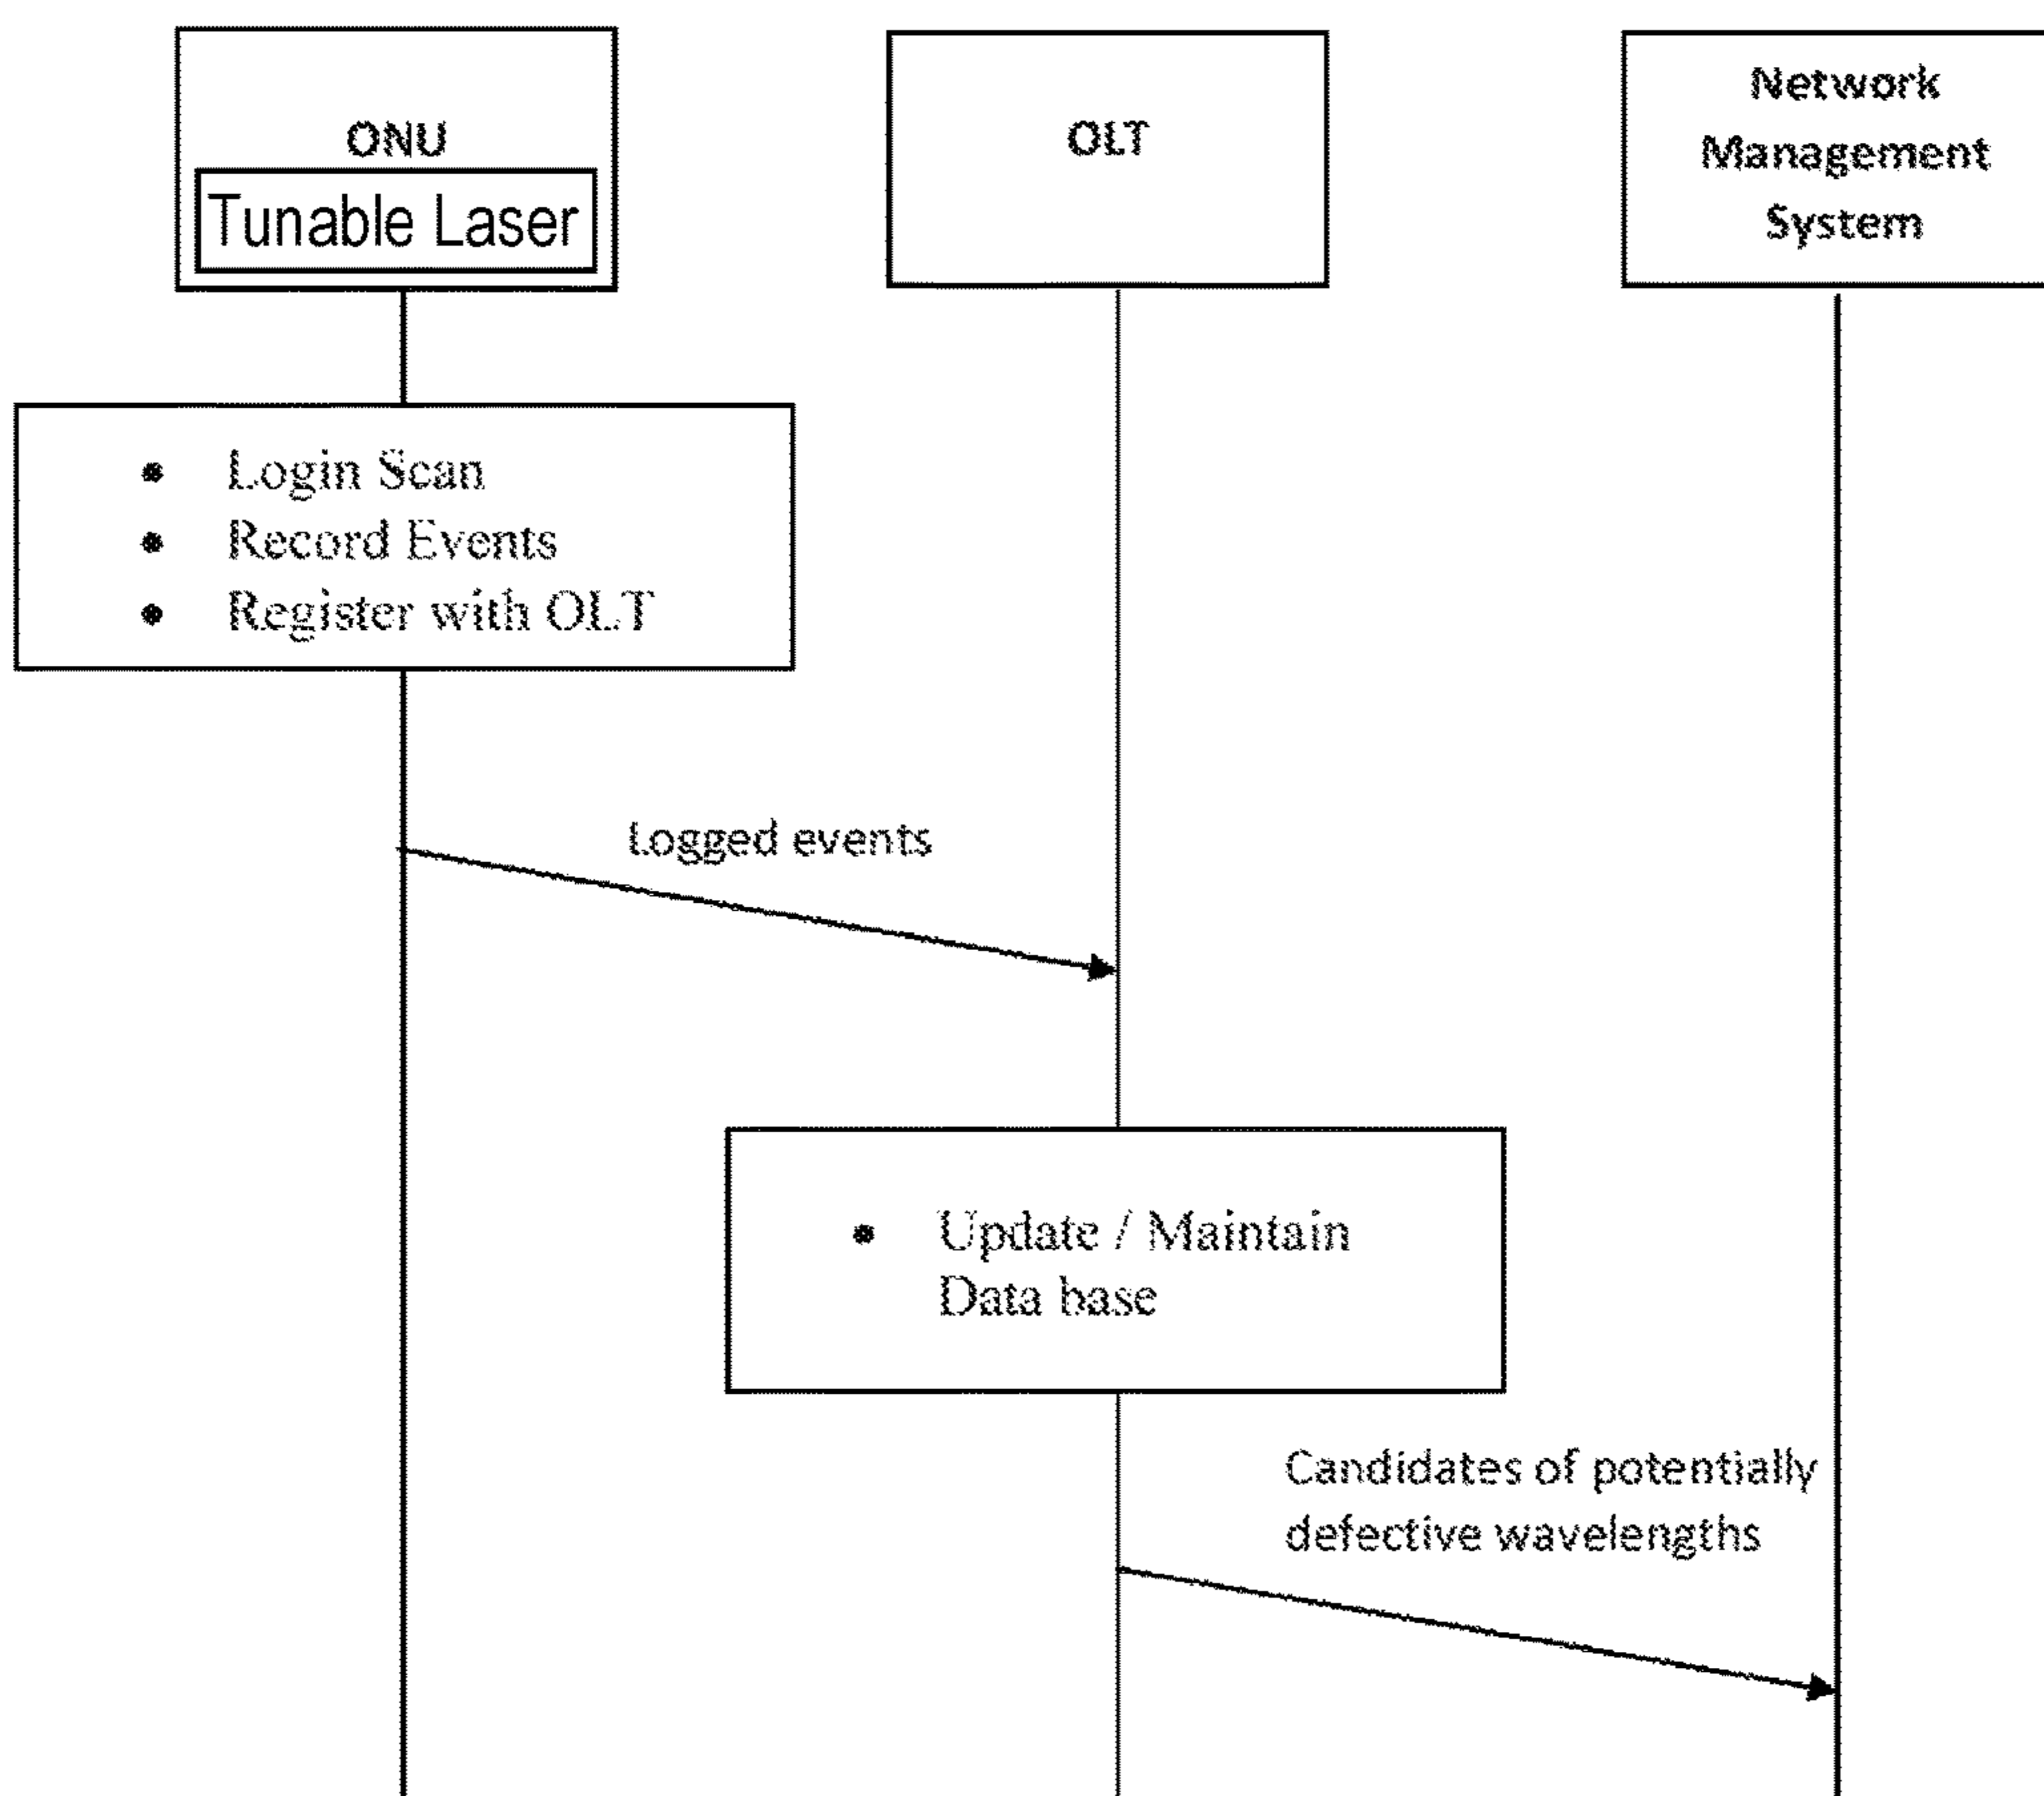 ONU
Tunable Laser
OLT
Network
Management
System
• Login Scan
• Record Events
• Register with OLT
Logged events
• Update / Maintain
Data base
Candidates of potentially
defective wavelengths